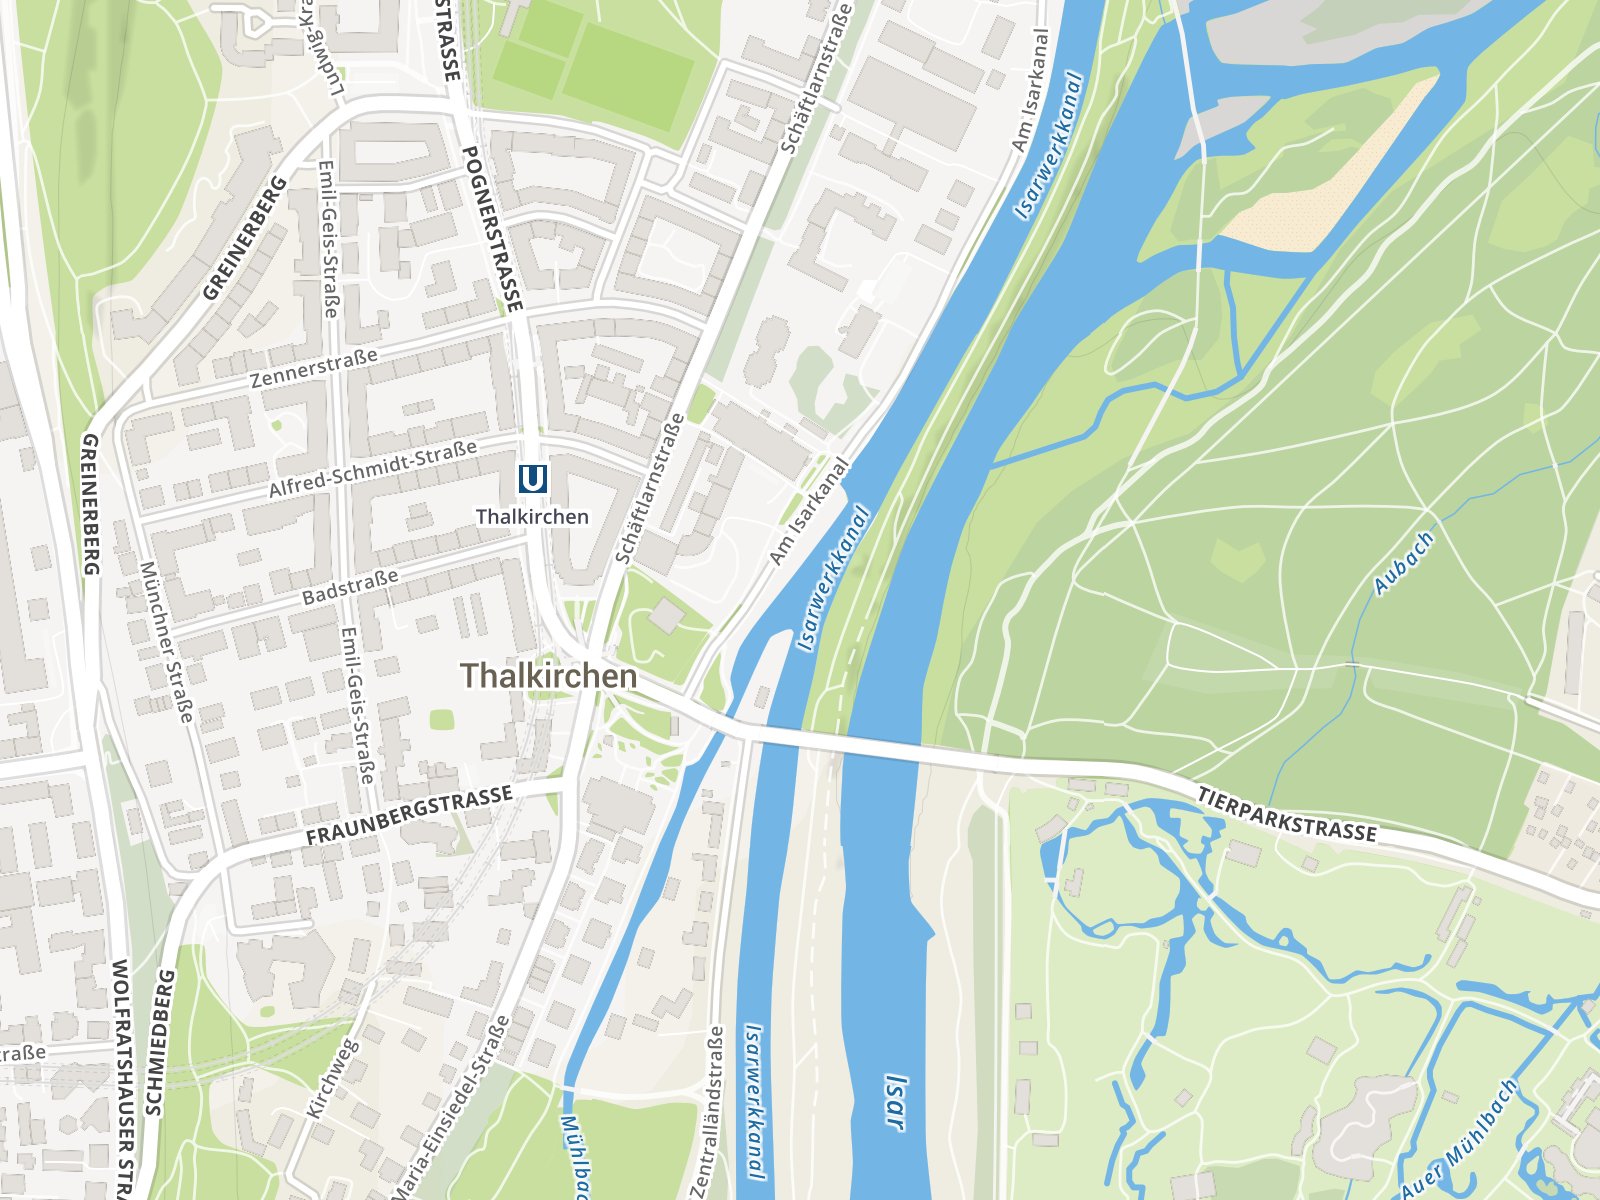 STRASSE
Schäftlarnstraße
Am Isarkanal
Isarwerkkanal
Ludwig-Kra
GREINERBERG
Emil-Geis-Straße
POGNERSTRASSE
Zennerstraße
Schäftlarnstraße
GREINERBERG
Alfred-Schmidt-Straße
U
Thalkirchen
Am Isarkanal
Isarwerkkanal
Aubach
Münchner Straße
Badstraße
Emil-Geis-Straße
Thalkirchen
FRAUNBERGSTRASSE
TIERPARKSTRASSE
WOLFRATSHAUSER STRA
SCHMIEDBERG
raße
Kirchweg
Maria-Einsiedel-Straße
Mühlbac
Zentralländstraße
Isarwerkkanal
Isar
Auer Mühlbach